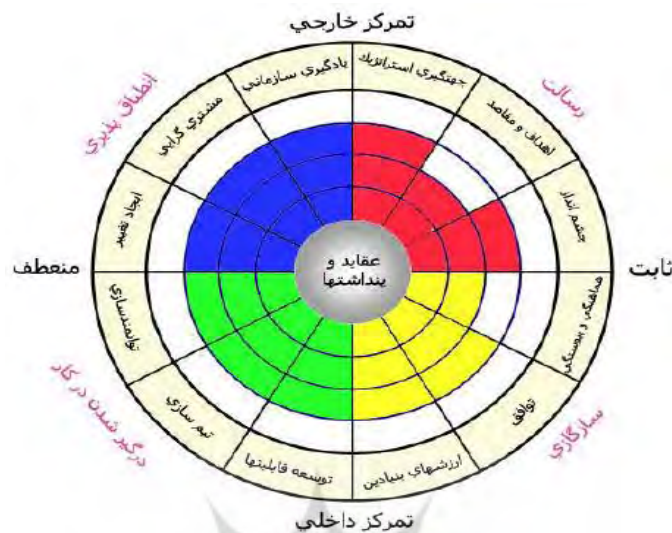 تمرکز خارجي
انطباق پذيري
رسالت
يادگيري سازماني
جهتگيري استراتژيك
مشتري گرايي
اهداف و مقاصد
ايجاد تغيير
چشم انداز
منعطف
عقايد و
پنداشتها
ثابت
توانمندسازي
هماهنگي و پيوستگي
تيم سازي
توافق
توسعه قابليتها
ارزشهاي بنيادين
درگير شدن در كار
سازگاري
تمرکز داخلي